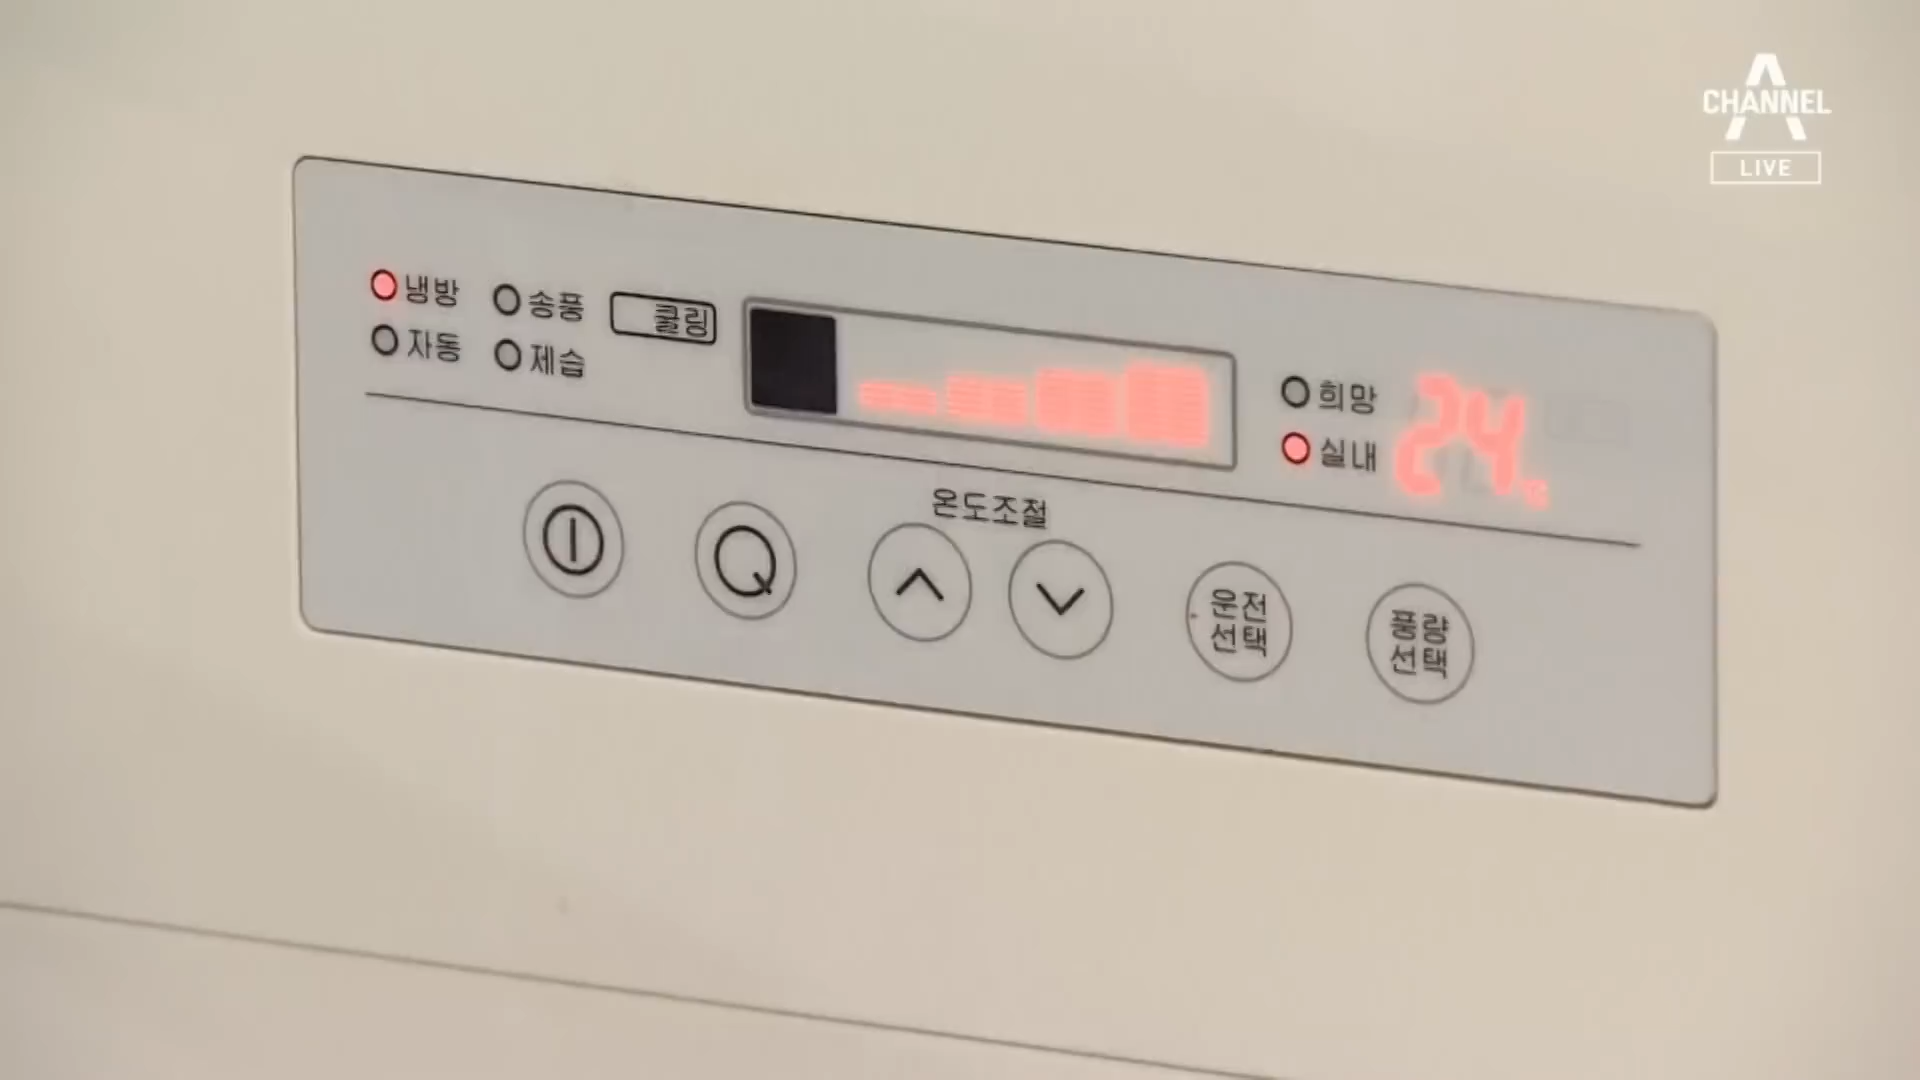 CHANNEL A
LIVE
냉방 송풍 쿨링
자동 제습
희망 24℃
실내
온도조절
운전
선택
풍량
선택